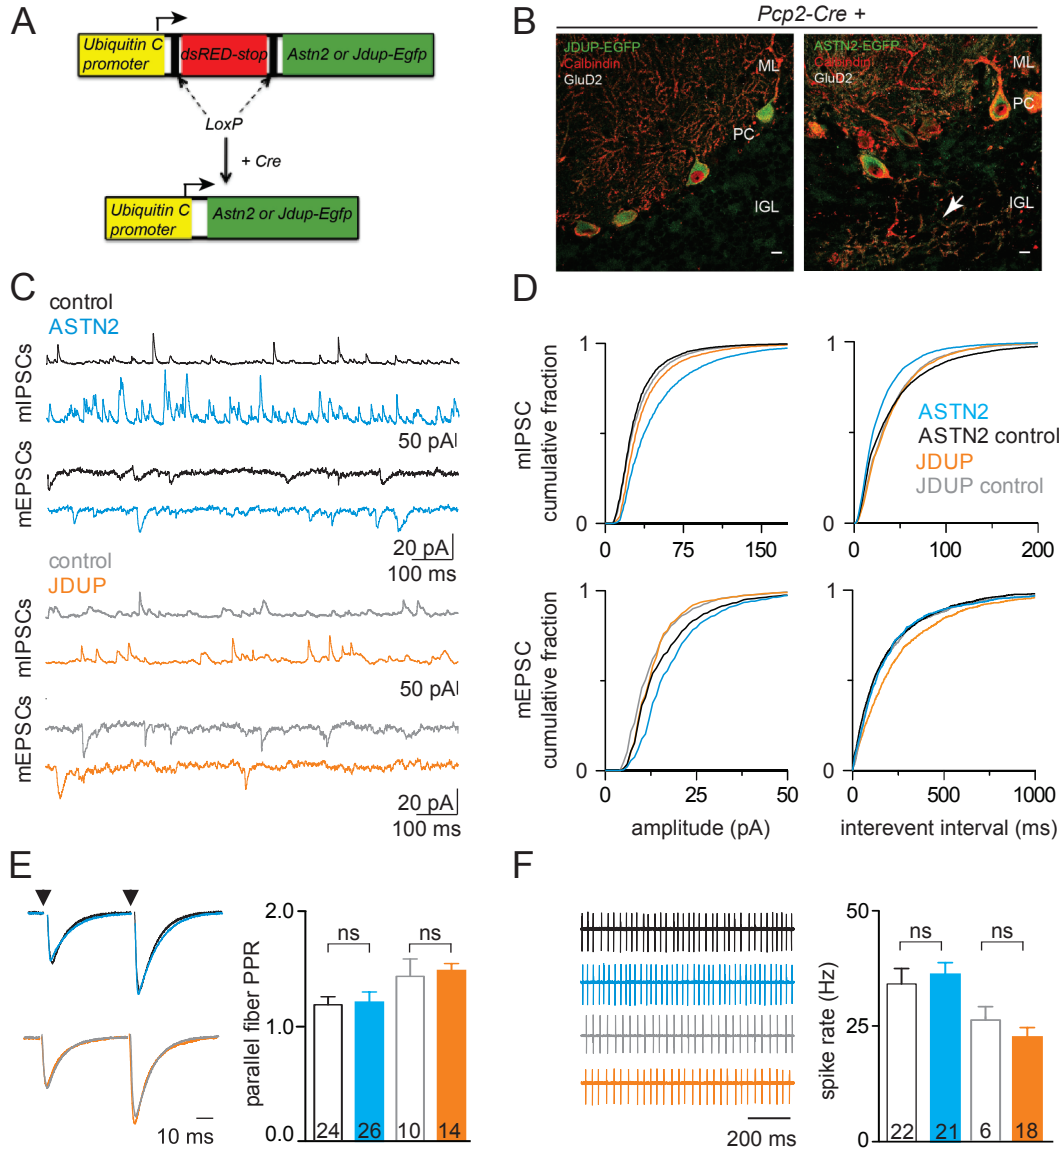 A
Ubiquitin C
promoter
dsRED-stop
Astn2 or Jdup-Egfp
LoxP
+ Cre
Ubiquitin C
promoter
Astn2 or Jdup-Egfp
B
Pcp2-Cre +
JDUP-EGFP
Calbindin
GluD2
ML
PC
IGL
ASTN2-EGFP
Calbindin
GluD2
ML
PC
IGL
C
control
ASTN2
mIPSCs
50 pA
mEPSCs
20 pA
100 ms
control
JDUP
mIPSCs
50 pA
mEPSCs
20 pA
100 ms
D
mIPSC
cumulative fraction
1
0
0 75 150
1
0
0 100 200
ASTN2
ASTN2 control
JDUP
JDUP control
mEPSC
cumulative fraction
1
0
0 25 50
amplitude (pA)
1
0
0 500 1000
interevent interval (ms)
E
10 ms
parallel fiber PPR
2.0
1.0
0.0
ns
ns
24 26 10 14
F
200 ms
spike rate (Hz)
50
25
0
ns
ns
22 21 6 18